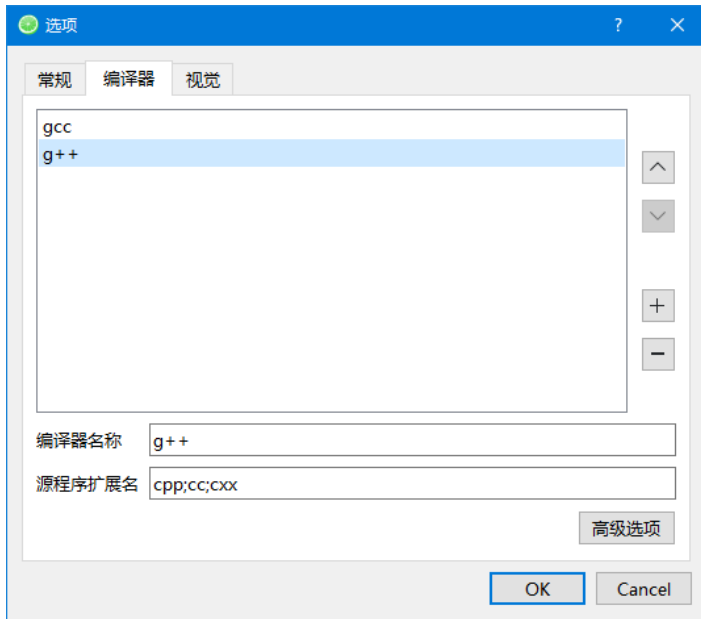 选项
常规 编译器 视觉
gcc
g++
编译器名称 g++
源程序扩展名 cpp;cc;cxx
高级选项
OK Cancel